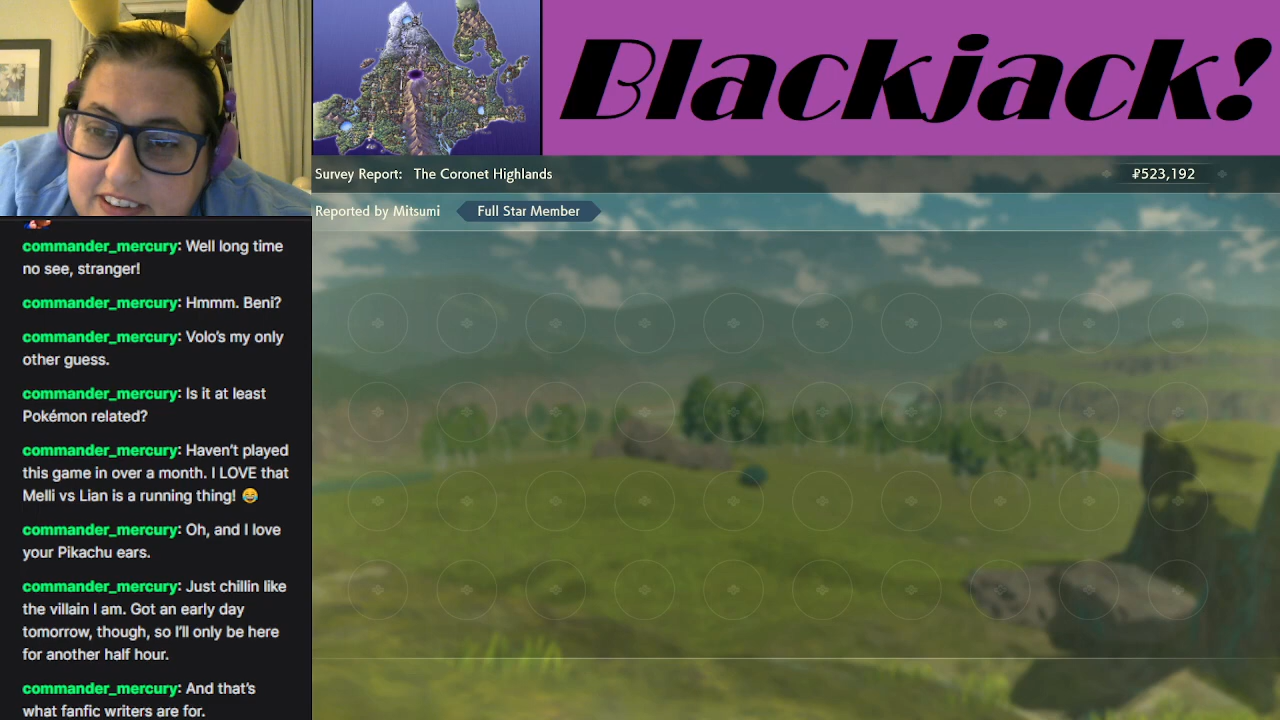 Blackjack!
Survey Report: The Coronet Highlands
₽523,192
Reported by Mitsumi
Full Star Member
commander_mercury: Well long time
no see, stranger!
commander_mercury: Hmmm. Beni?
commander_mercury: Volo's my only
other guess.
commander_mercury: Is it at least
Pokémon related?
commander_mercury: Haven't played
this game in over a month. I LOVE that
Melli vs Lian is a running thing! 😂
commander_mercury: Oh, and I love
your Pikachu ears.
commander_mercury: Just chillin like
the villain I am. Got an early day
tomorrow, though, so I'll only be here
for another half hour.
commander_mercury: And that's
what fanfic writers are for.